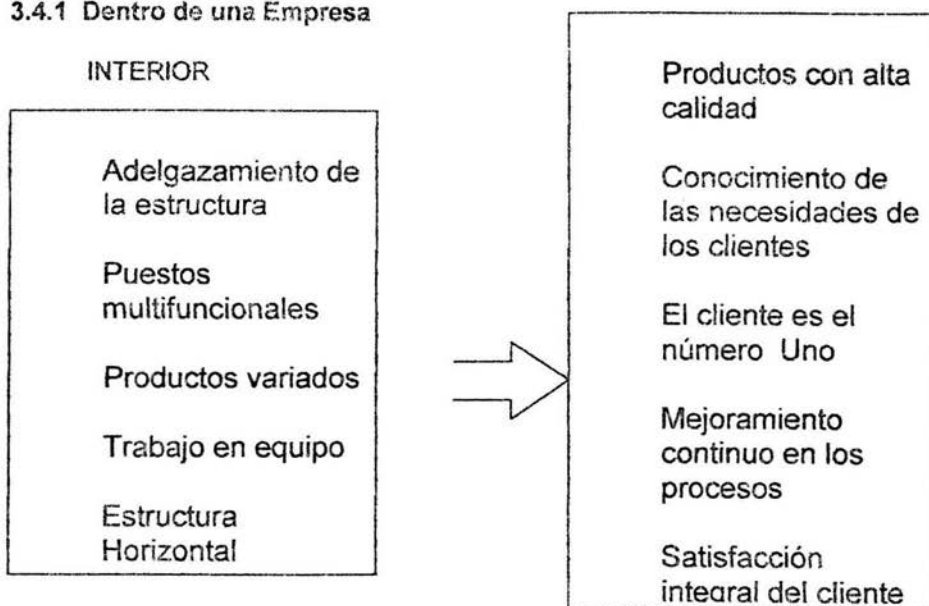 3.4.1 Dentro de una Empresa
INTERIOR
Adelgazamiento de
la estructura
Puestos
multifuncionales
Productos variados
Trabajo en equipo
Estructura
Horizontal
Productos con alta
calidad
Conocimiento de
las necesidades de
los clientes
El cliente es el
número Uno
Mejoramiento
continuo en los
procesos
Satisfacción
integral del cliente